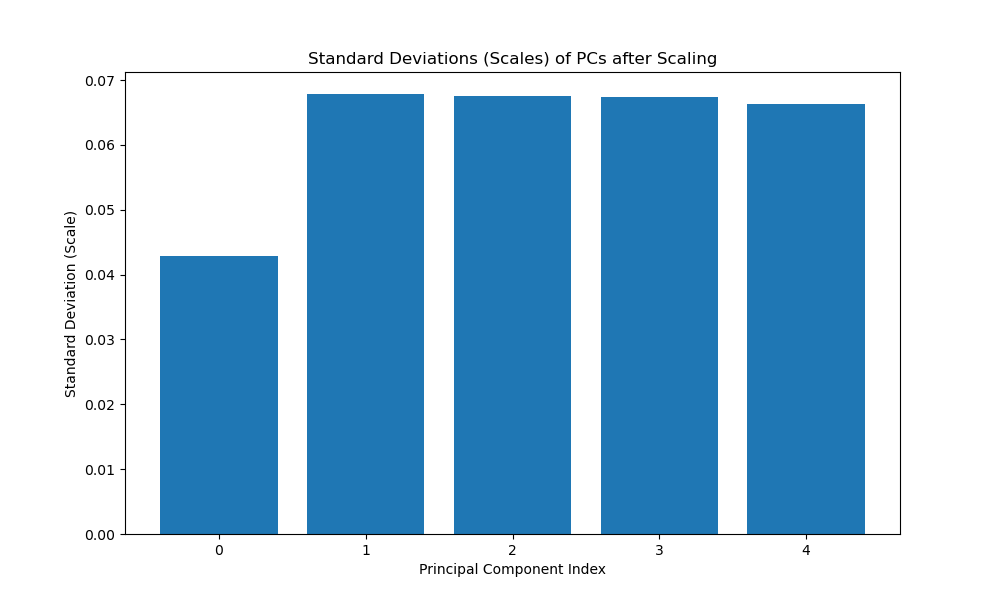 Standard Deviations (Scales) of PCs after Scaling
0.07
0.06
0.05
0.04
0.03
0.02
0.01
0.00
Standard Deviation (Scale)
0 1 2 3 4
Principal Component Index